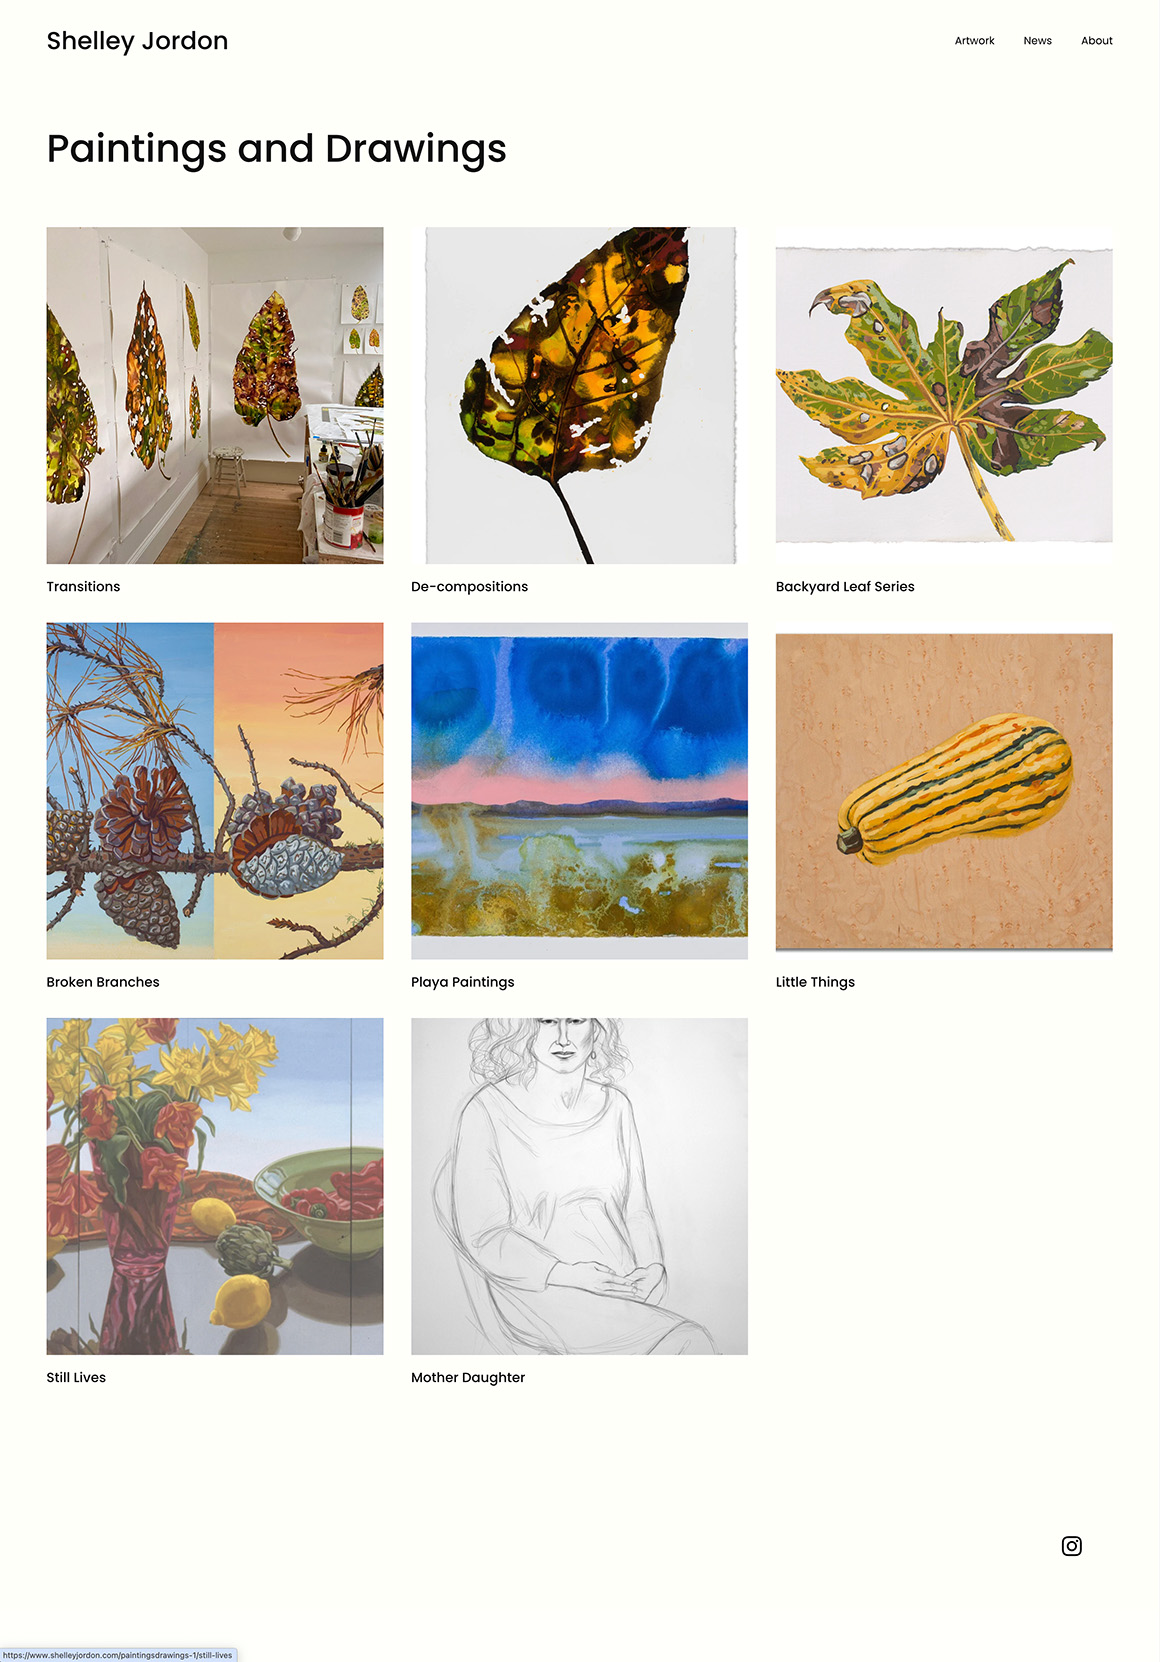 Shelley Jordon
Artwork News About
Paintings and Drawings
Transitions
De-compositions
Backyard Leaf Series
Broken Branches
Playa Paintings
Little Things
Still Lives
Mother Daughter
https://www.shelleyjordon.com/paintingsdrawings-1/still-lives